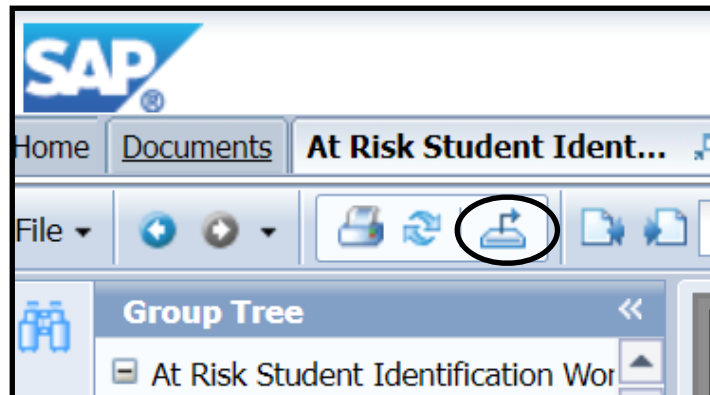 SAP®
Home Documents At Risk Student Ident...
File
Group Tree
At Risk Student Identification Wor